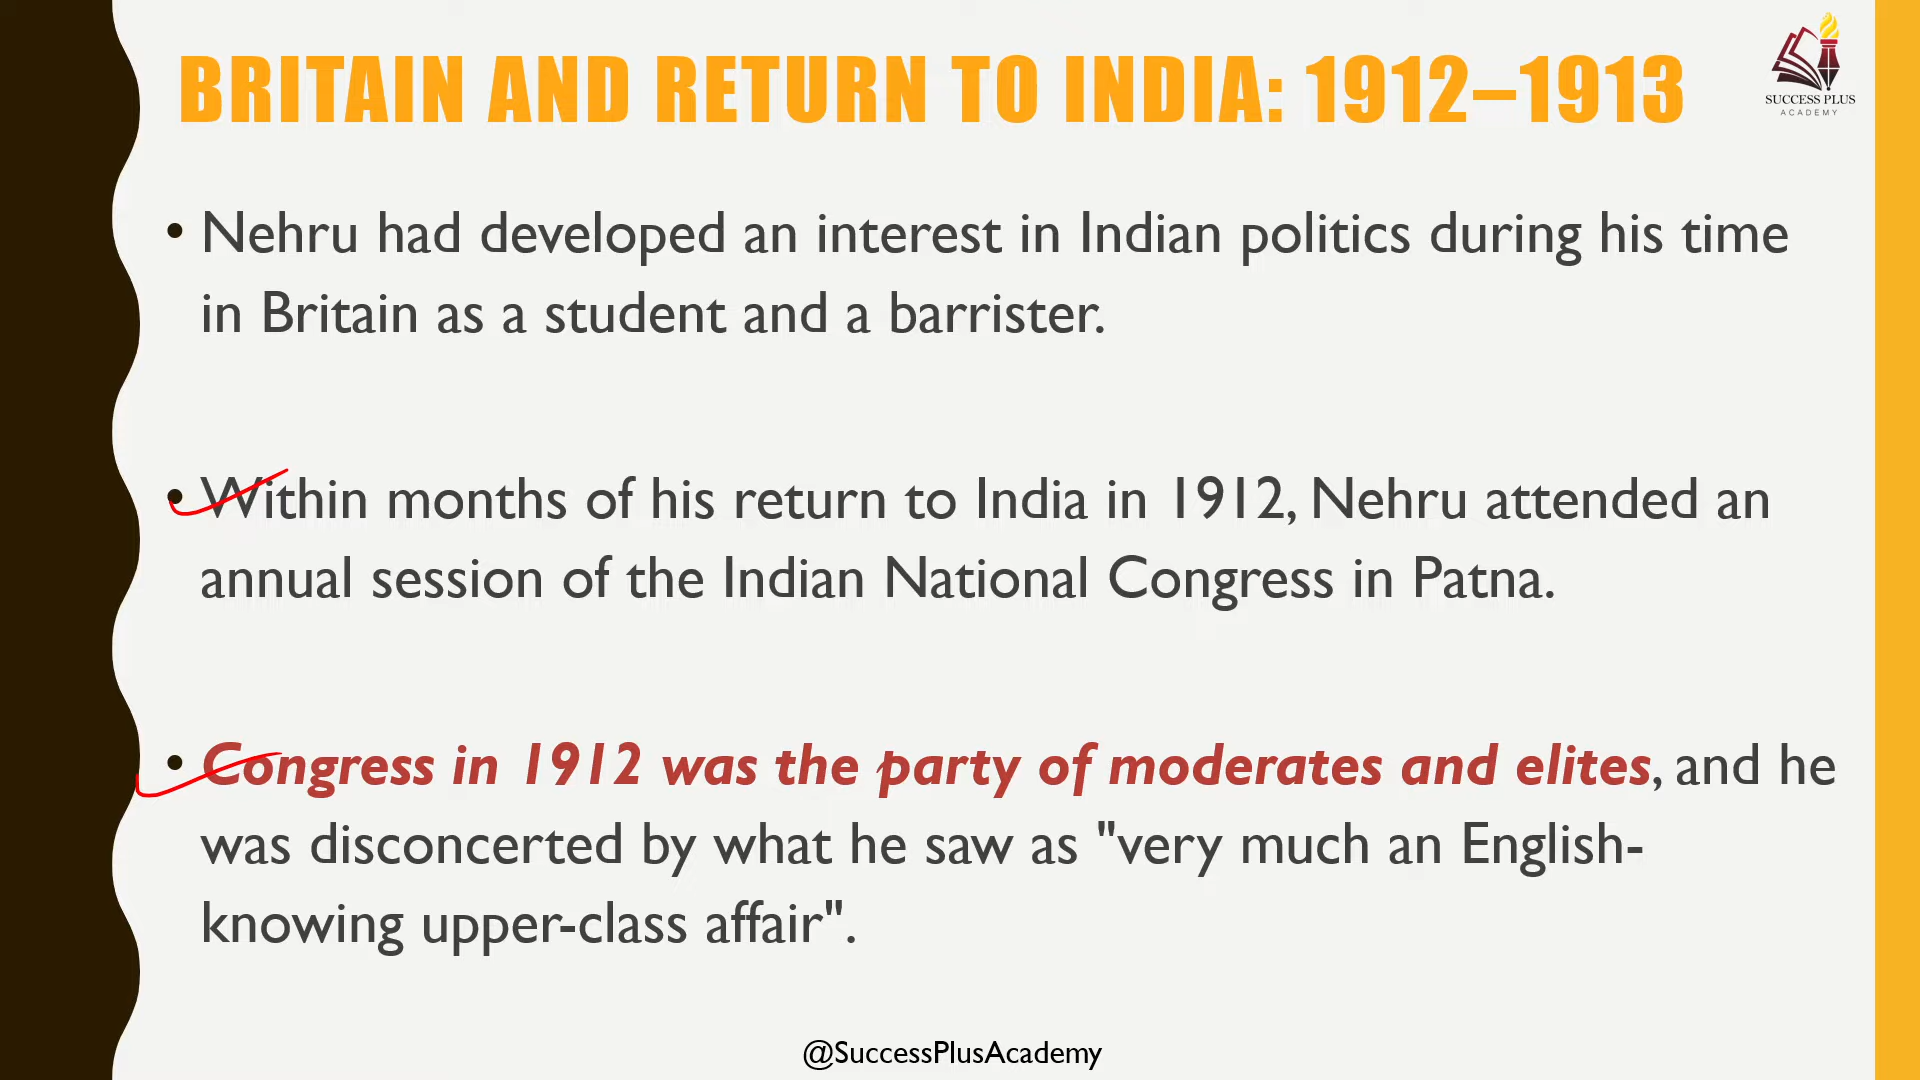 BRITAIN AND RETURN TO INDIA: 1912–1913
SUCCESS PLUS
ACADEMY
• Nehru had developed an interest in Indian politics during his time
in Britain as a student and a barrister.
• Within months of his return to India in 1912, Nehru attended an
annual session of the Indian National Congress in Patna.
• Congress in 1912 was the party of moderates and elites, and he
was disconcerted by what he saw as "very much an English-
knowing upper-class affair".
@SuccessPlusAcademy